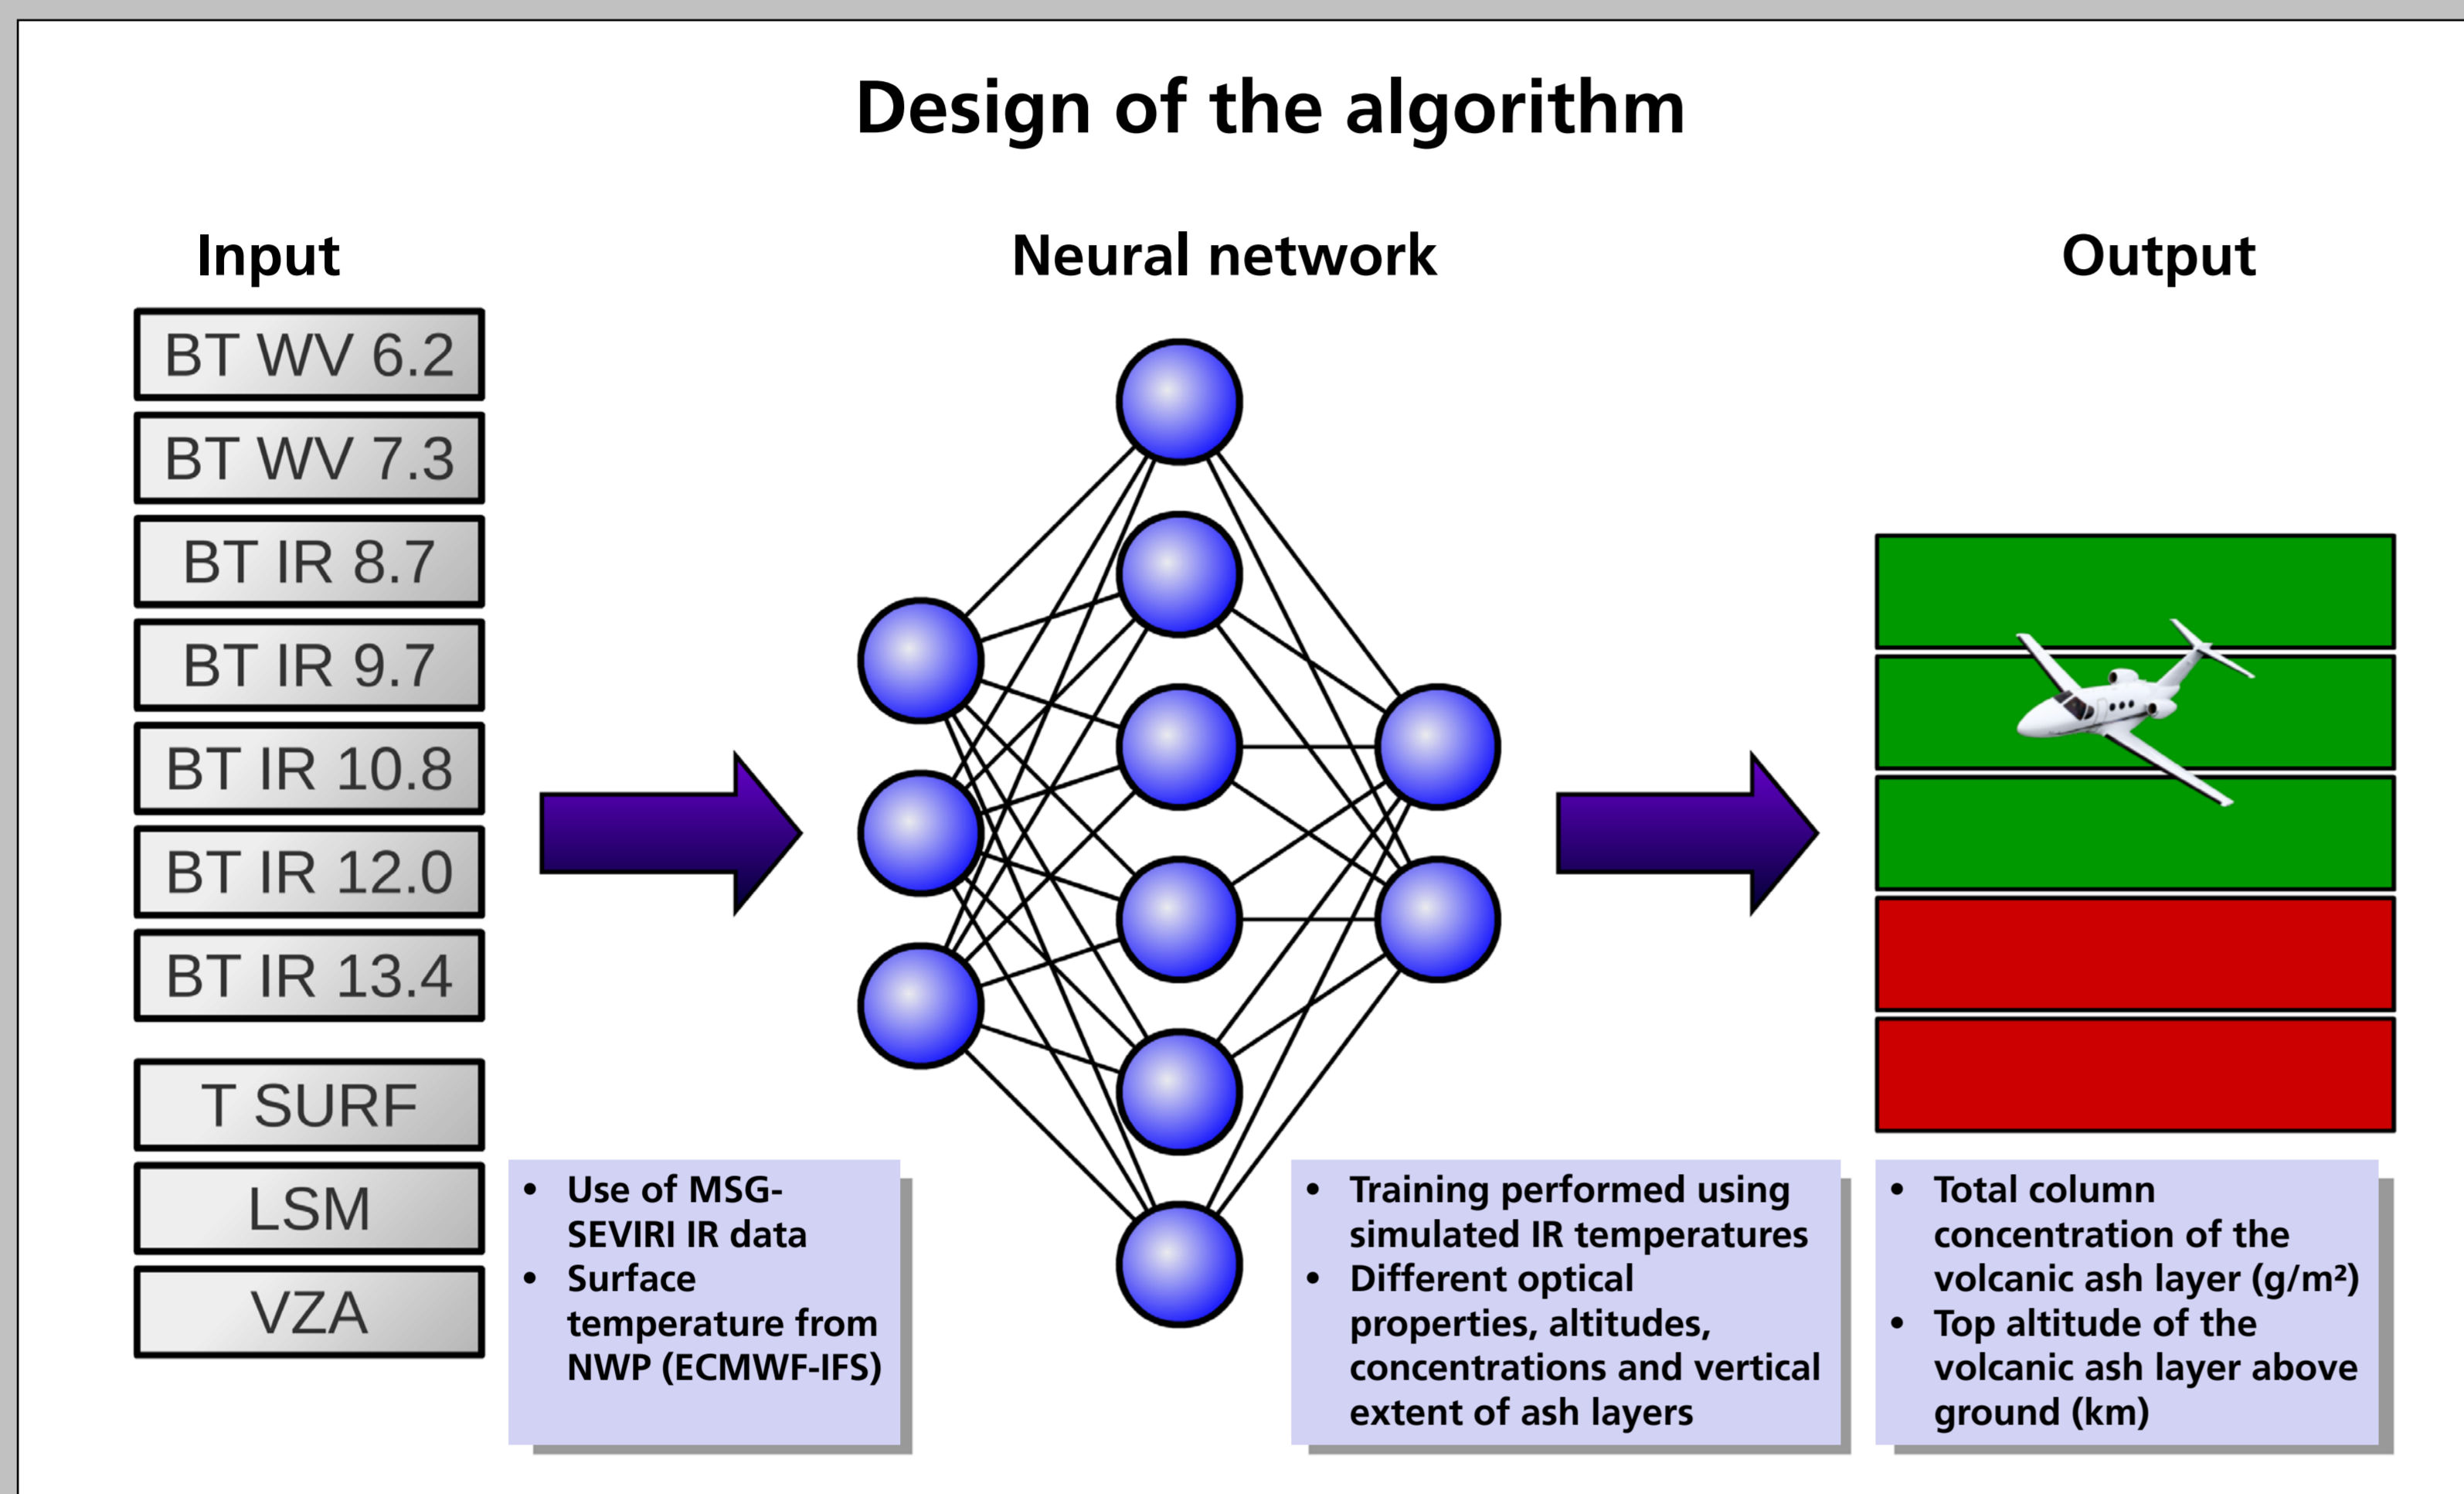 Design of the algorithm
Input
Neural network
Output
BT WV 6.2
BT WV 7.3
BT IR 8.7
BT IR 9.7
BT IR 10.8
BT IR 12.0
BT IR 13.4
T SURF
LSM
VZA
• Use of MSG-
SEVIRI IR data
• Surface
temperature from
NWP (ECMWF-IFS)
• Training performed using
simulated IR temperatures
• Different optical
properties, altitudes,
concentrations and vertical
extent of ash layers
• Total column
concentration of the
volcanic ash layer (g/m²)
• Top altitude of the
volcanic ash layer above
ground (km)